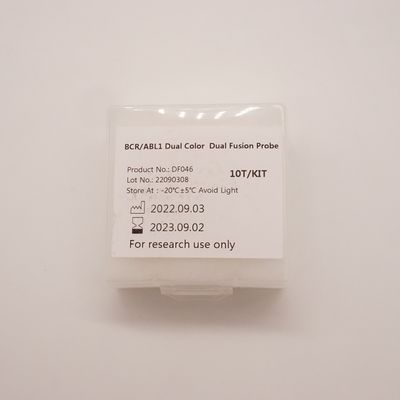 BCR/ABL1 Dual Color Dual Fusion Probe
Product No.: DF046
10T/KIT
Lot No.: 22090308
Store At : -20℃±5℃ Avoid Light
2022.09.03
2023.09.02
For research use only